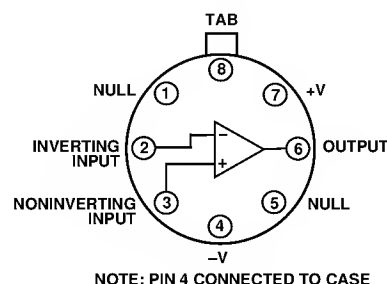 TAB
8
NULL
1
7
+V
INVERTING
INPUT
2
−
6
OUTPUT
+
NONINVERTING
INPUT
3
5
NULL
4
−V
NOTE: PIN 4 CONNECTED TO CASE